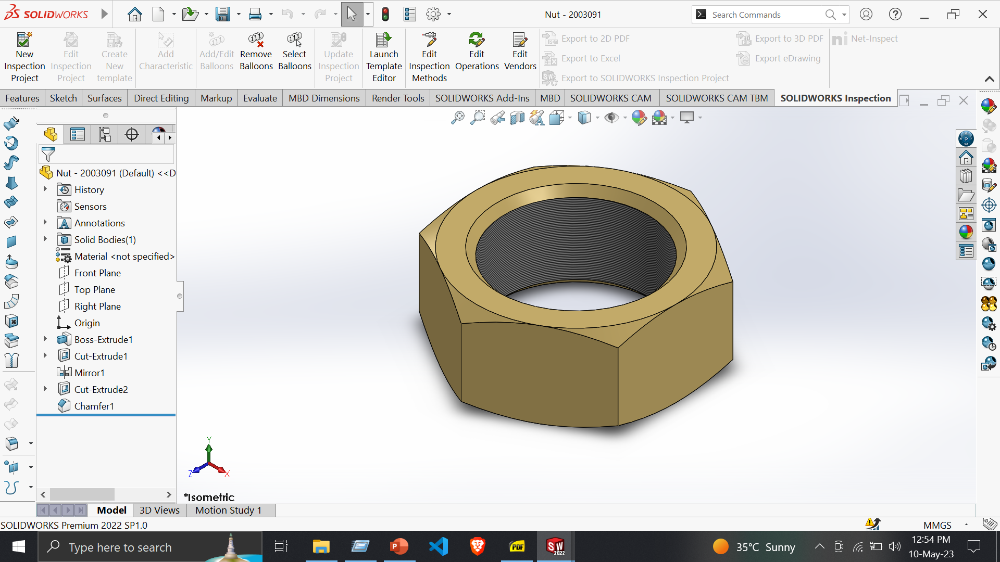 SOLIDWORKS
Nut - 2003091
Search Commands
New Inspection Project
Edit Inspection Project
Create New template
Add Characteristic
Add/Edit Balloons
Remove Balloons
Select Balloons
Update Inspection Project
Launch Template Editor
Edit Inspection Methods
Edit Operations
Edit Vendors
Export to 2D PDF
Export to Excel
Export to SOLIDWORKS Inspection Project
Export to 3D PDF
Export eDrawing
Net-Inspect
Features Sketch Surfaces Direct Editing Markup Evaluate MBD Dimensions Render Tools SOLIDWORKS Add-Ins MBD SOLIDWORKS CAM SOLIDWORKS CAM TBM SOLIDWORKS Inspection
Nut - 2003091 (Default) <<D
History
Sensors
Annotations
Solid Bodies(1)
Material <not specified>
Front Plane
Top Plane
Right Plane
Origin
Boss-Extrude1
Cut-Extrude1
Mirror1
Cut-Extrude2
Chamfer1
Y
Z
X
*Isometric
Model 3D Views Motion Study 1
SOLIDWORKS Premium 2022 SP1.0
MMGS
Type here to search
P
PDF
SW
2022
35°C Sunny
12:54 PM
10-May-23